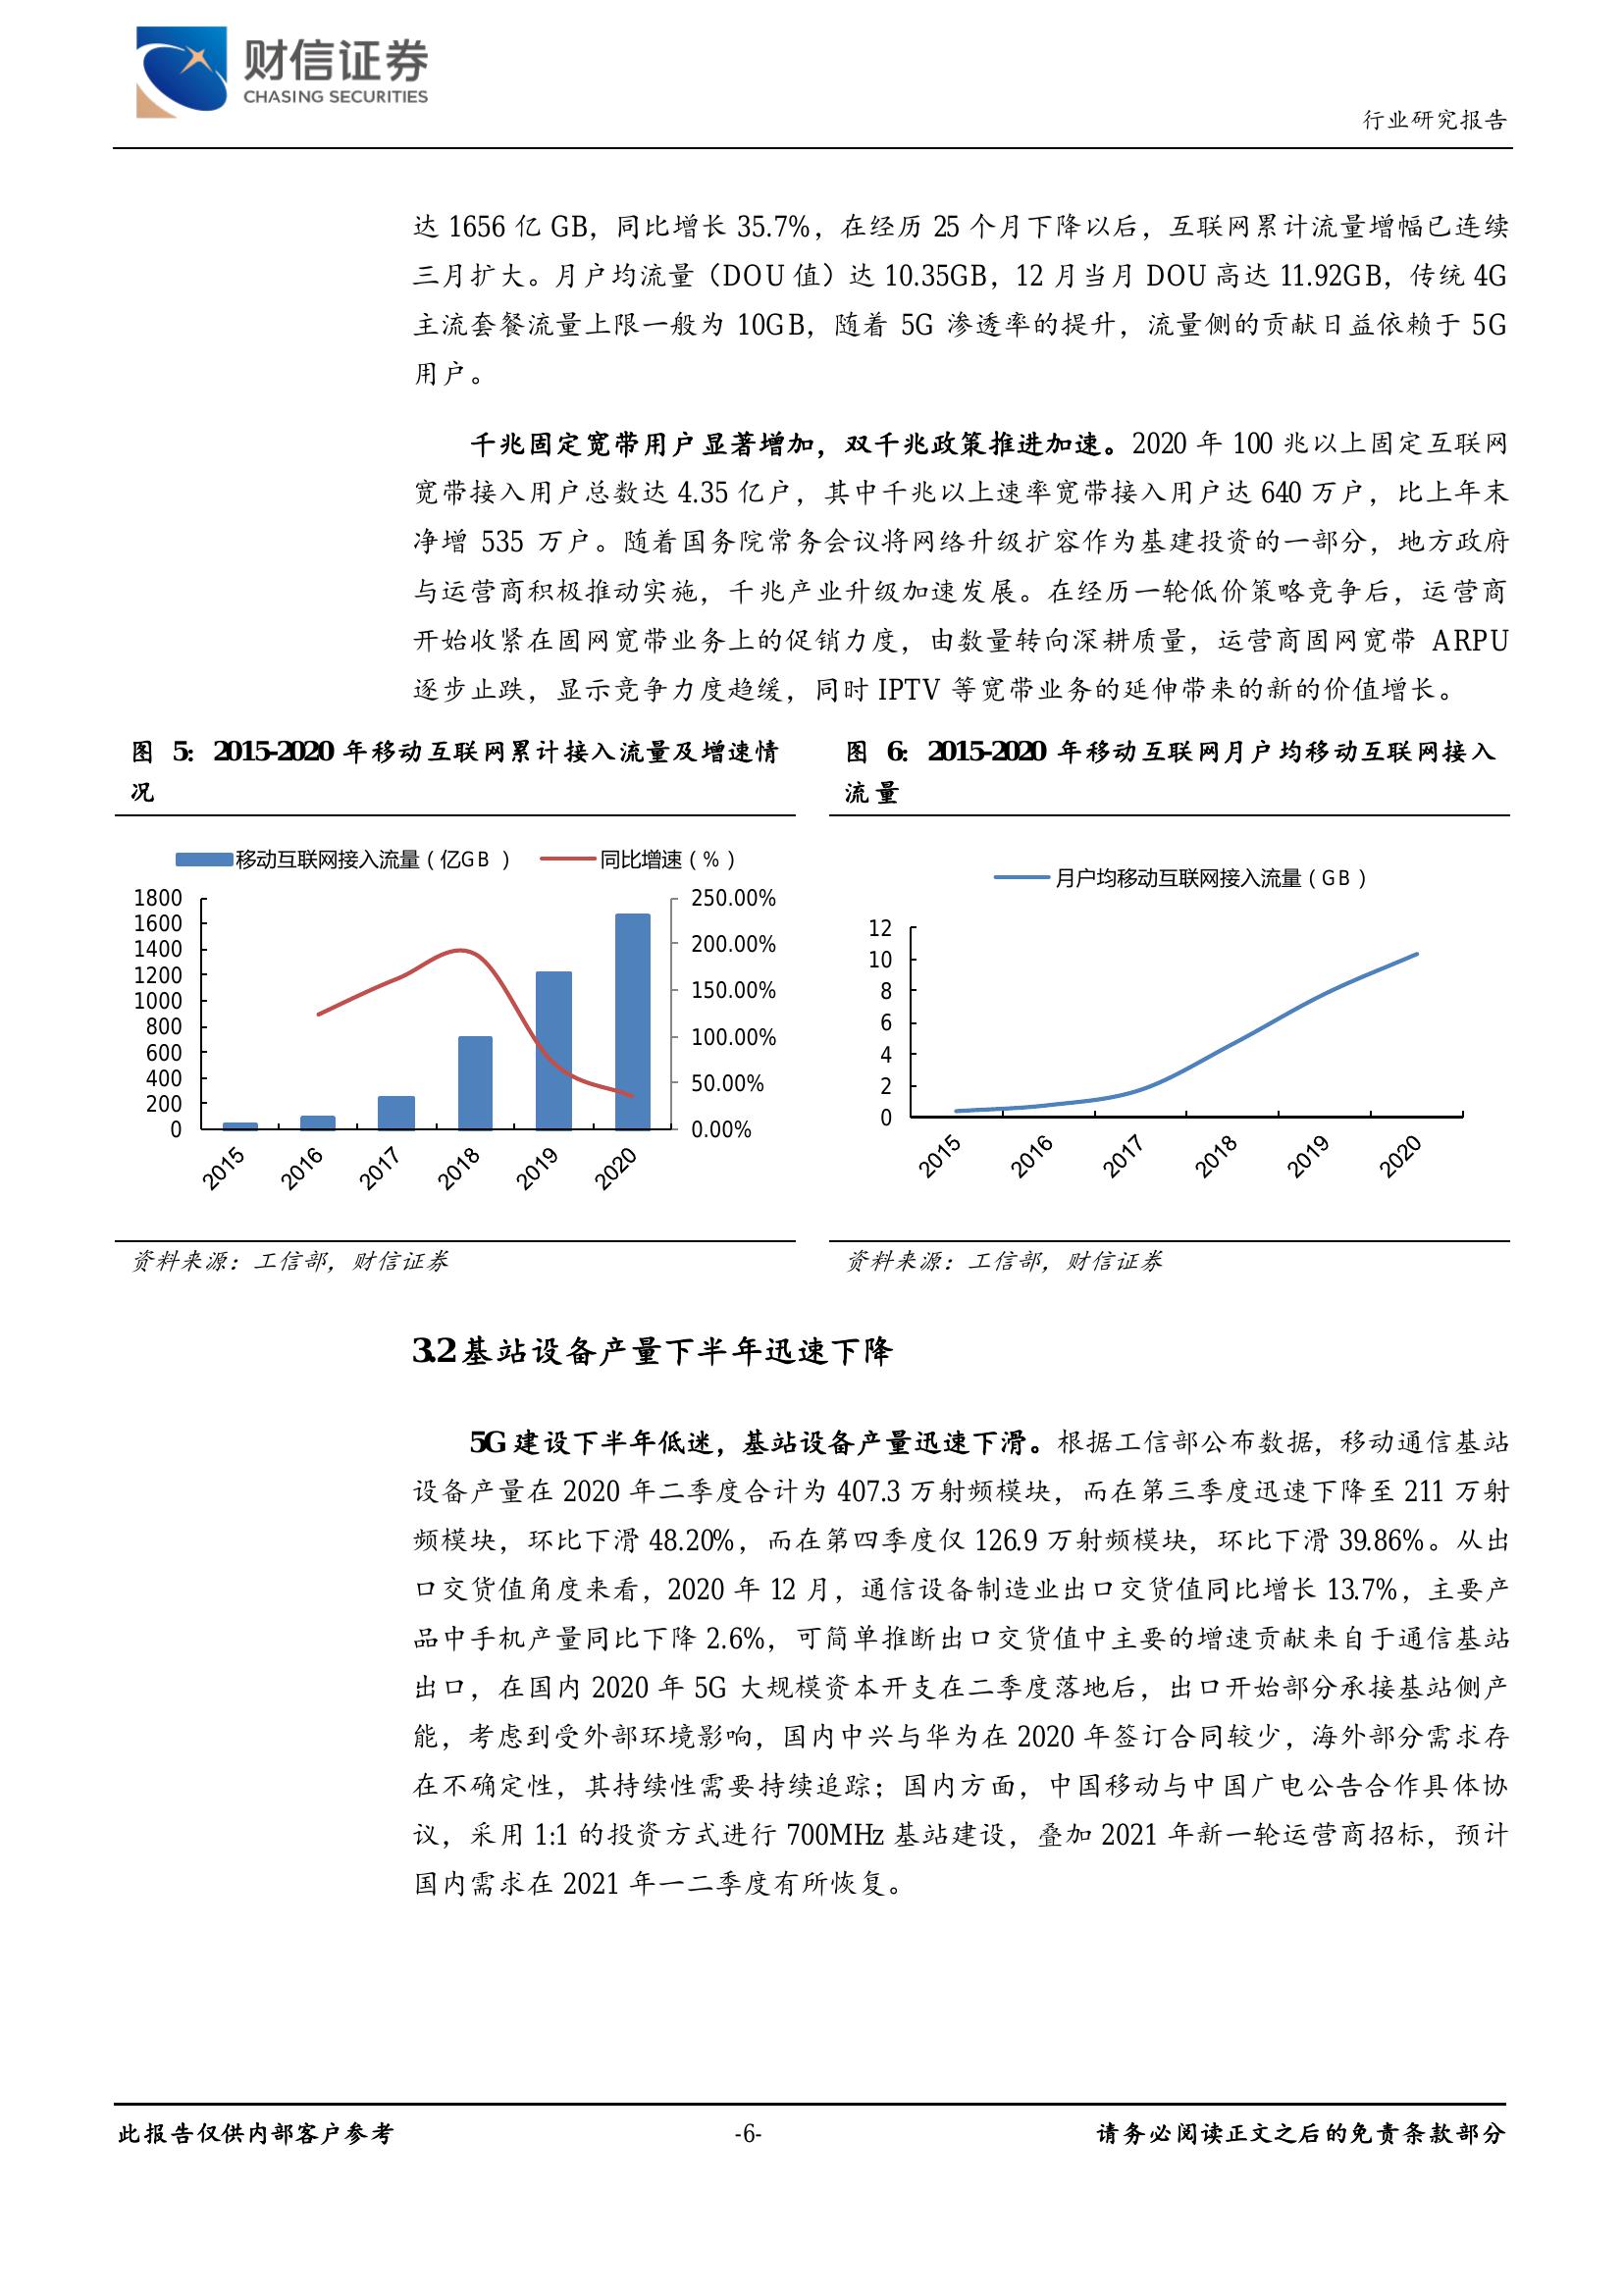 财信证券
CHASING SECURITIES
行业研究报告
达 1656 亿 GB，同比增长 35.7%，在经历 25 个月下降以后，互联网累计流量增幅已连续
三月扩大。月户均流量（DOU 值）达 10.35GB，12 月当月 DOU 高达 11.92GB，传统 4G
主流套餐流量上限一般为 10GB，随着 5G 渗透率的提升，流量侧的贡献日益依赖于 5G
用户。
千兆固定宽带用户显著增加，双千兆政策推进加速。2020 年 100 兆以上固定互联网
宽带接入用户总数达 4.35 亿户，其中千兆以上速率宽带接入用户达 640 万户，比上年末
净增 535 万户。随着国务院常务会议将网络升级扩容作为基建投资的一部分，地方政府
与运营商积极推动实施，千兆产业升级加速发展。在经历一轮低价策略竞争后，运营商
开始收紧在固网宽带业务上的促销力度，由数量转向深耕质量，运营商固网宽带 ARPU
逐步止跌，显示竞争力度趋缓，同时 IPTV 等宽带业务的延伸带来的新的价值增长。
图 5：2015-2020 年移动互联网累计接入流量及增速情
况
移动互联网接入流量（亿GB ）
同比增速（% ）
1800
1600
1400
1200
1000
800
600
400
200
0
250.00%
200.00%
150.00%
100.00%
50.00%
0.00%
2015
2016
2017
2018
2019
2020
资料来源：工信部，财信证券
图 6：2015-2020 年移动互联网月户均移动互联网接入
流量
月户均移动互联网接入流量（GB ）
12
10
8
6
4
2
0
2015
2016
2017
2018
2019
2020
资料来源：工信部，财信证券
3.2 基站设备产量下半年迅速下降
5G 建设下半年低迷，基站设备产量迅速下滑。根据工信部公布数据，移动通信基站
设备产量在 2020 年二季度合计为 407.3 万射频模块，而在第三季度迅速下降至 211 万射
频模块，环比下滑 48.20%，而在第四季度仅 126.9 万射频模块，环比下滑 39.86%。从出
口交货值角度来看，2020 年 12 月，通信设备制造业出口交货值同比增长 13.7%，主要产
品中手机产量同比下降 2.6%，可简单推断出口交货值中主要的增速贡献来自于通信基站
出口，在国内 2020 年 5G 大规模资本开支在二季度落地后，出口开始部分承接基站侧产
能，考虑到受外部环境影响，国内中兴与华为在 2020 年签订合同较少，海外部分需求存
在不确定性，其持续性需要持续追踪；国内方面，中国移动与中国广电公告合作具体协
议，采用 1:1 的投资方式进行 700MHz 基站建设，叠加 2021 年新一轮运营商招标，预计
国内需求在 2021 年一二季度有所恢复。
此报告仅供内部客户参考
-6-
请务必阅读正文之后的免责条款部分